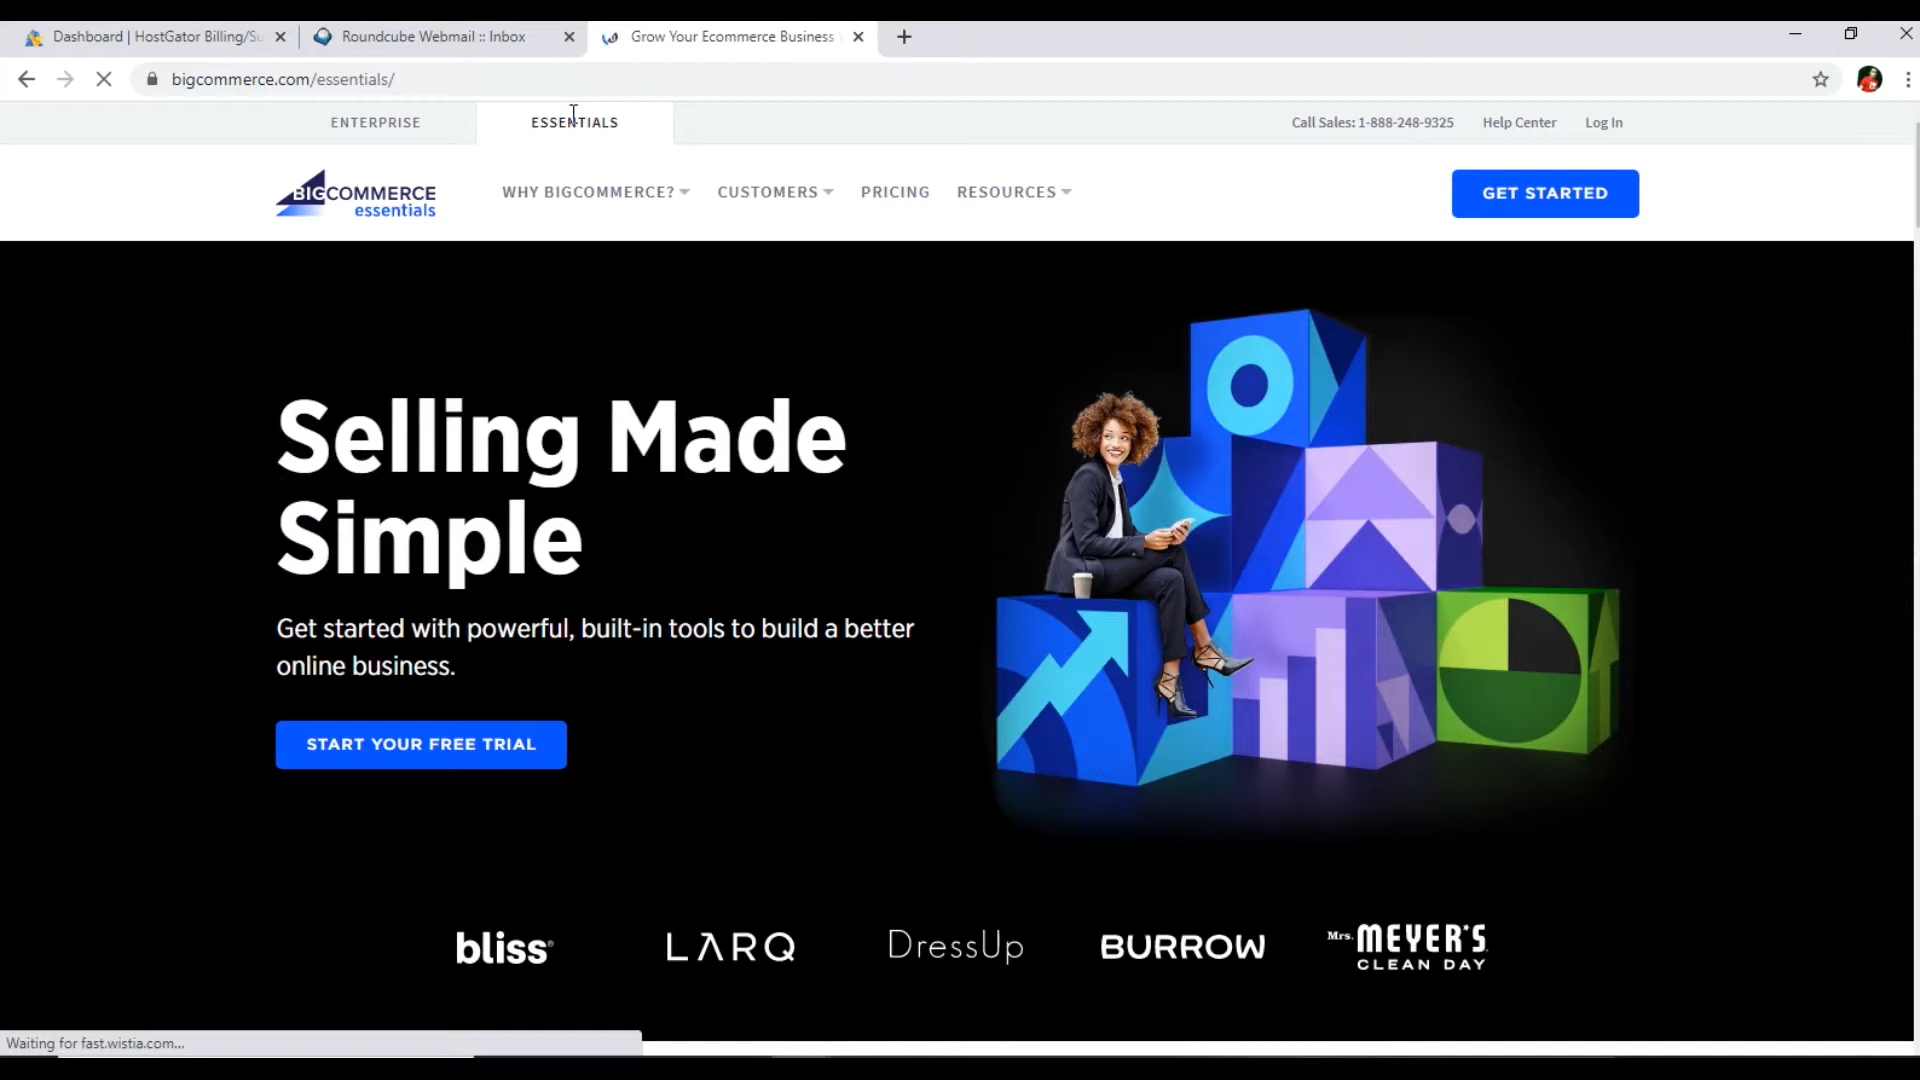 Dashboard | HostGator Billing/Su
Roundcube Webmail :: Inbox
Grow Your Ecommerce Business
bigcommerce.com/essentials/
ENTERPRISE
ESSENTIALS
Call Sales: 1-888-248-9325
Help Center
Log In
BIGCOMMERCE
essentials
WHY BIGCOMMERCE?
CUSTOMERS
PRICING
RESOURCES
GET STARTED
Selling Made
Simple
Get started with powerful, built-in tools to build a better
online business.
START YOUR FREE TRIAL
bliss
LARQ
DressUp
BURROW
Mrs. MEYER'S
CLEAN DAY
Waiting for fast.wistia.com...